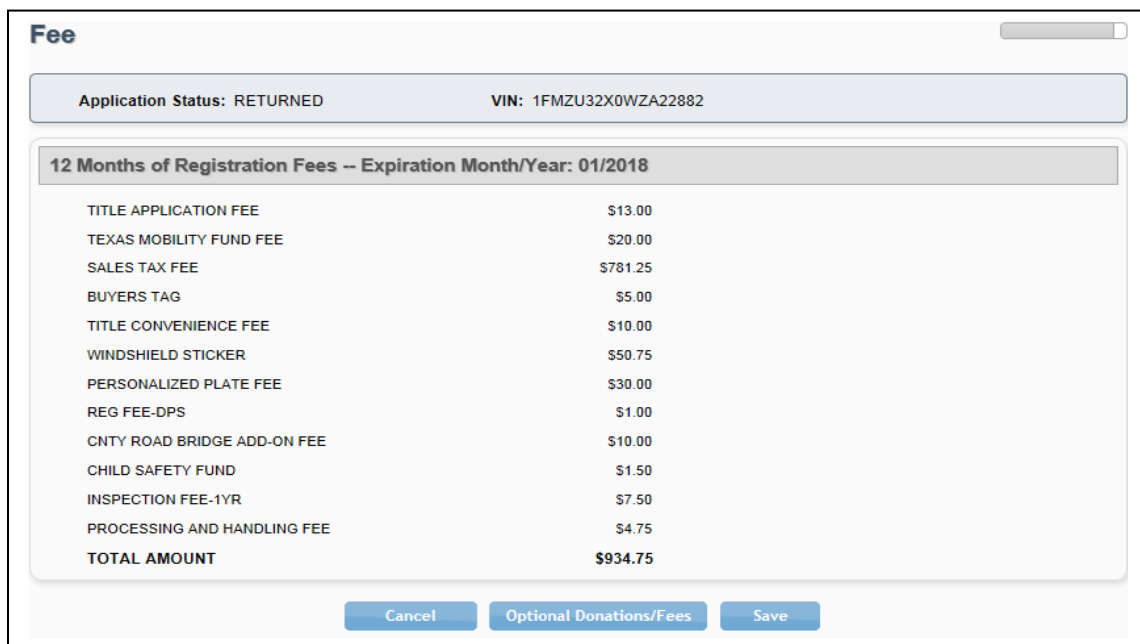 Fee
Application Status: RETURNED VIN: 1FMZU32X0WZA22882
12 Months of Registration Fees -- Expiration Month/Year: 01/2018
TITLE APPLICATION FEE $13.00
TEXAS MOBILITY FUND FEE $20.00
SALES TAX FEE $781.25
BUYERS TAG $5.00
TITLE CONVENIENCE FEE $10.00
WINDSHIELD STICKER $50.75
PERSONALIZED PLATE FEE $30.00
REG FEE-DPS $1.00
CNTY ROAD BRIDGE ADD-ON FEE $10.00
CHILD SAFETY FUND $1.50
INSPECTION FEE-1YR $7.50
PROCESSING AND HANDLING FEE $4.75
TOTAL AMOUNT $934.75
Cancel Optional Donations/Fees Save